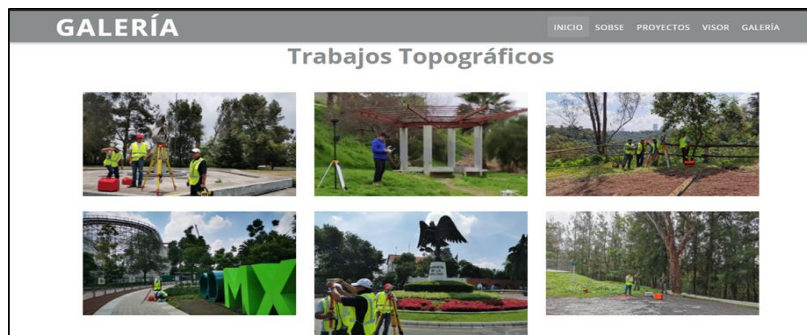 GALERÍA
INICIO SOBSE PROYECTOS VISOR GALERÍA
Trabajos Topográficos
MX